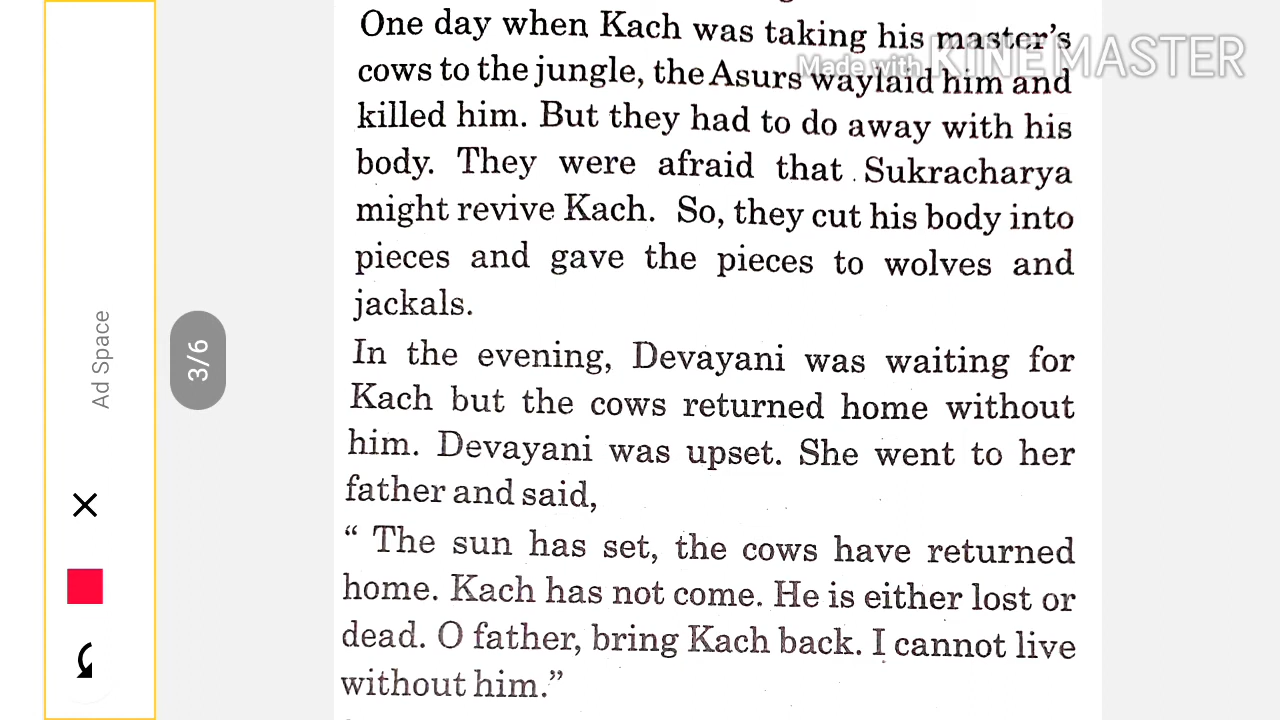 One day when Kach was taking his master's
cows to the jungle, the Asurs waylaid him and
killed him. But they had to do away with his
body. They were afraid that Sukracharya
might revive Kach. So, they cut his body into
pieces and gave the pieces to wolves and
jackals.
In the evening, Devayani was waiting for
Kach but the cows returned home without
him. Devayani was upset. She went to her
father and said,
“ The sun has set, the cows have returned
home. Kach has not come. He is either lost or
dead. O father, bring Kach back. I cannot live
without him.”
Made with KINEMASTER
Ad Space
3/6